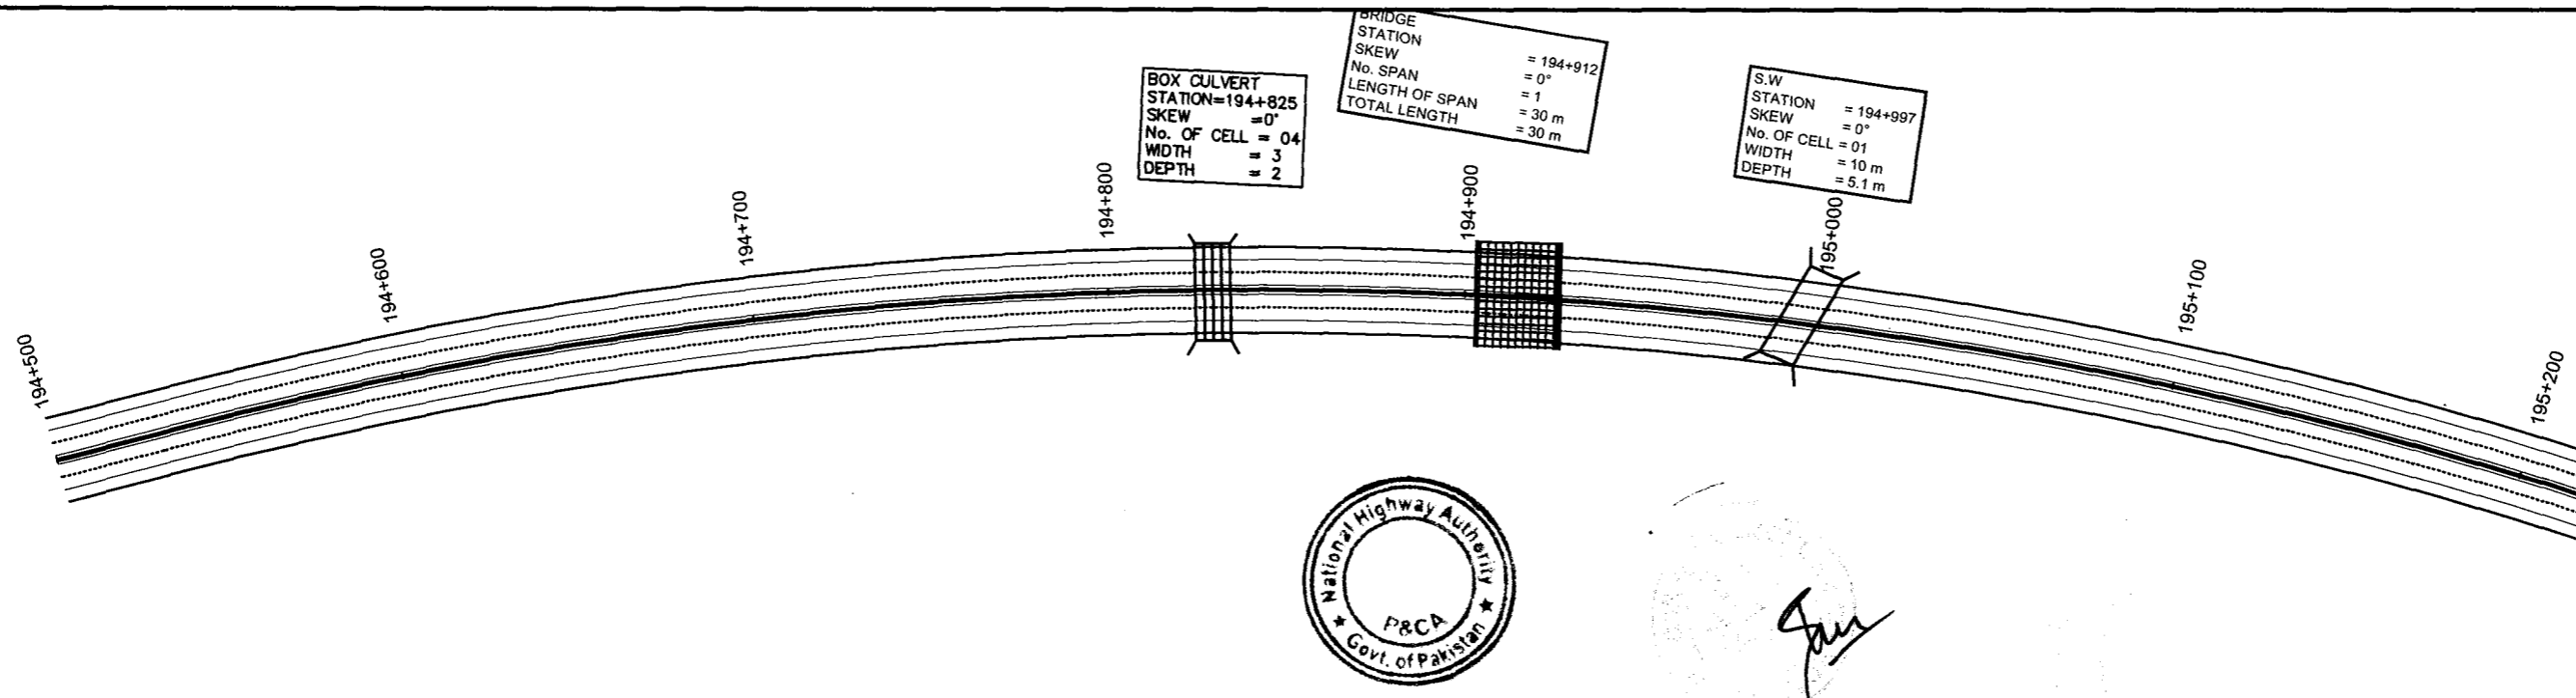 BRIDGE
STATION = 194+912
SKEW = 0°
No. SPAN = 1
LENGTH OF SPAN = 30 m
TOTAL LENGTH = 30 m
BOX CULVERT
STATION=194+825
SKEW =0°
No. OF CELL = 04
WIDTH = 3
DEPTH = 2
S.W
STATION = 194+997
SKEW = 0°
No. OF CELL = 01
WIDTH = 10 m
DEPTH = 5.1 m
194+500
194+600
194+700
194+800
194+900
195+000
195+100
195+200
National Highway Authority
P&CA
★ Govt. of Pakistan ★